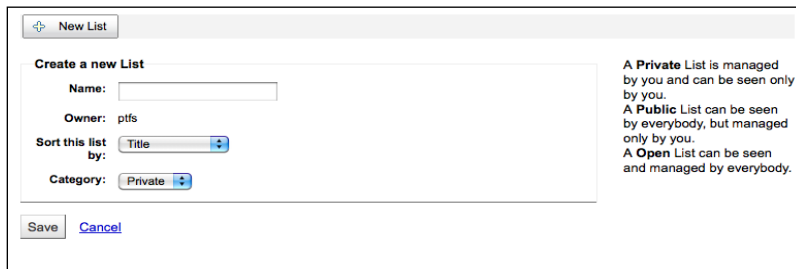 New List
Create a new List
Name:
Owner: ptfs
Sort this list by: Title
Category: Private
Save Cancel
A Private List is managed
by you and can be seen only
by you.
A Public List can be seen
by everybody, but managed
only by you.
A Open List can be seen
and managed by everybody.